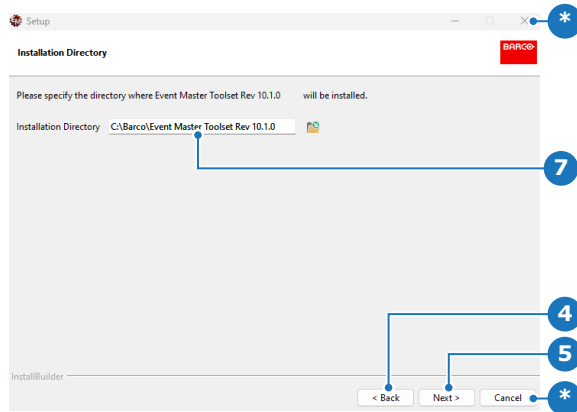 Setup
*
Installation Directory
BARCO
Please specify the directory where Event Master Toolset Rev 10.1.0 will be installed.
Installation Directory C:\Barco\Event Master Toolset Rev 10.1.0
7
4
5
InstallBuilder
< Back Next > Cancel
*